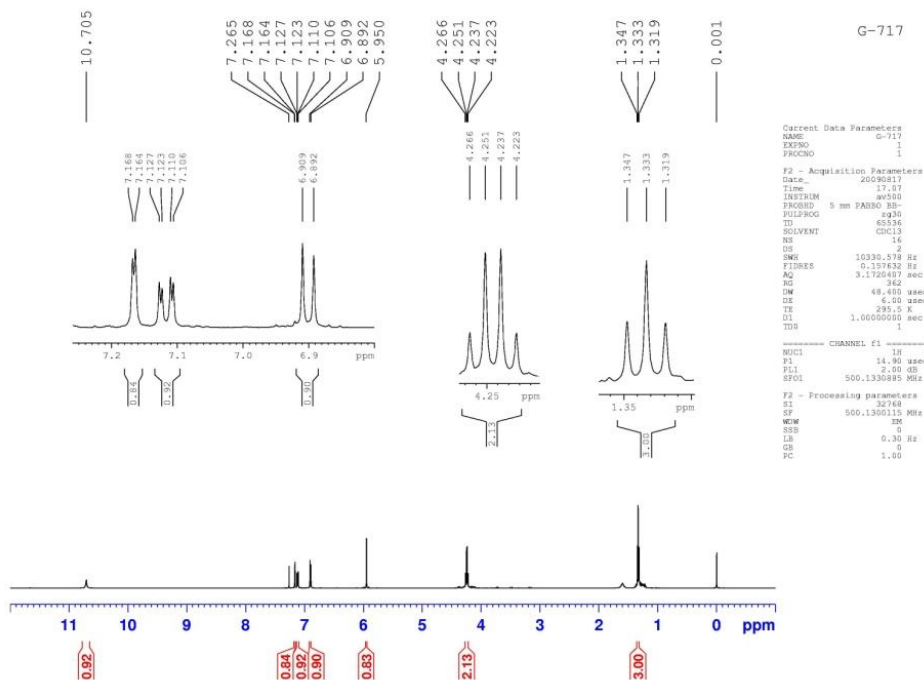 10.705
7.265
7.168
7.164
7.127
7.123
7.110
7.106
6.909
6.892
5.950
4.266
4.251
4.237
4.223
1.347
1.333
1.319
0.001
G-717
7.168
7.164
7.127
7.123
7.110
7.106
6.909
6.892
4.266
4.251
4.237
4.223
1.347
1.333
1.319
7.2 7.1 6.9 ppm
0.84 0.92 0.90
4.25 ppm
2.13
1.35 ppm
3.00
Current Data Parameters
NAME G-717
EXPNO 1
PROCNO 1
F2 - Acquisition Parameters
Date_ 20090817
Time 17.07
INSTRUM av500
PROBHD 5 mm PABBO BB-
PULPROG zg30
TD 65536
SOLVENT CDCl3
NS 16
DS 2
SWH 10330.578 Hz
FIDRES 0.157632 Hz
AQ 3.1720407 sec
RG 362
DW 48.400 usec
DE 6.00 usec
TE 295.5 K
D1 1.00000000 sec
TD0 1
======== CHANNEL f1 ========
NUC1 1H
P1 14.90 usec
PL1 2.00 dB
SFO1 500.1330885 MHz
F2 - Processing parameters
SI 32768
SF 500.1300115 MHz
WDW EM
SSB 0
LB 0.30 Hz
GB 0
PC 1.00
11 10 9 8 7 6 5 4 3 2 1 0 ppm
0.92 0.84 0.92 0.90 0.83 2.13 3.00